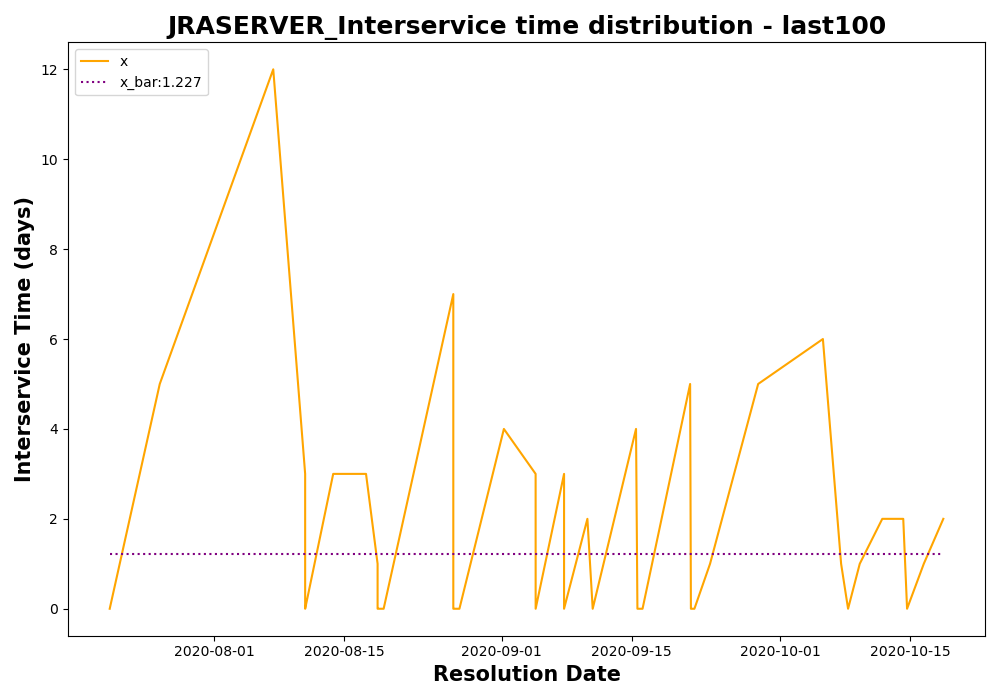 JRASERVER_Interservice time distribution - last100
x
x_bar:1.227
12
10
8
6
4
2
0
Interservice Time (days)
2020-08-01 2020-08-15 2020-09-01 2020-09-15 2020-10-01 2020-10-15
Resolution Date